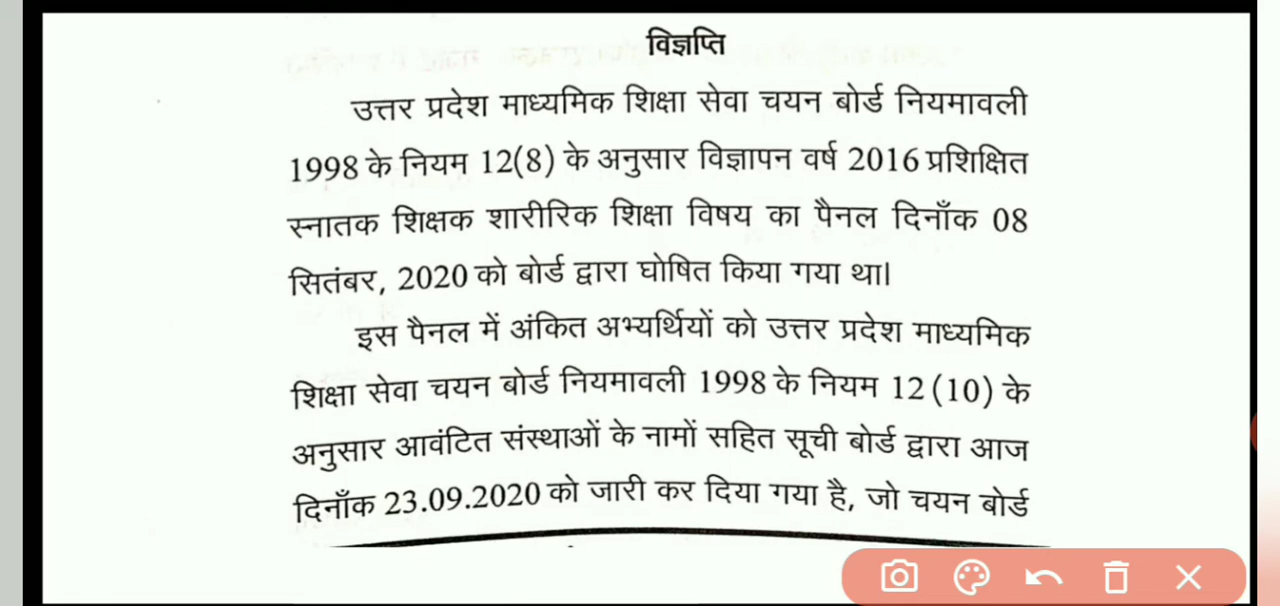 विज्ञप्ति
उत्तर प्रदेश माध्यमिक शिक्षा सेवा चयन बोर्ड नियमावली
1998 के नियम 12(8) के अनुसार विज्ञापन वर्ष 2016 प्रशिक्षित
स्नातक शिक्षक शारीरिक शिक्षा विषय का पैनल दिनाँक 08
सितंबर, 2020 को बोर्ड द्वारा घोषित किया गया था।
इस पैनल में अंकित अभ्यर्थियों को उत्तर प्रदेश माध्यमिक
शिक्षा सेवा चयन बोर्ड नियमावली 1998 के नियम 12 (10) के
अनुसार आवंटित संस्थाओं के नामों सहित सूची बोर्ड द्वारा आज
दिनाँक 23.09.2020 को जारी कर दिया गया है, जो चयन बोर्ड